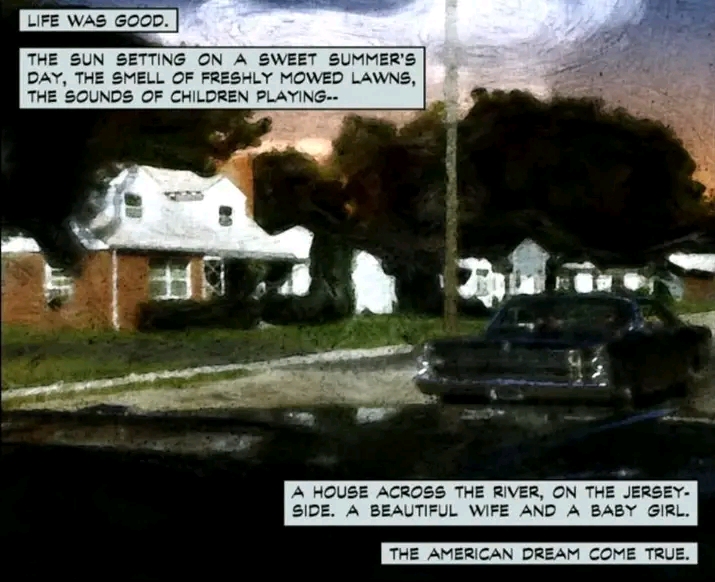 LIFE WAS GOOD.
THE SUN SETTING ON A SWEET SUMMER'S
DAY, THE SMELL OF FRESHLY MOWED LAWNS,
THE SOUNDS OF CHILDREN PLAYING--
A HOUSE ACROSS THE RIVER, ON THE JERSEY-
SIDE. A BEAUTIFUL WIFE AND A BABY GIRL.
THE AMERICAN DREAM COME TRUE.